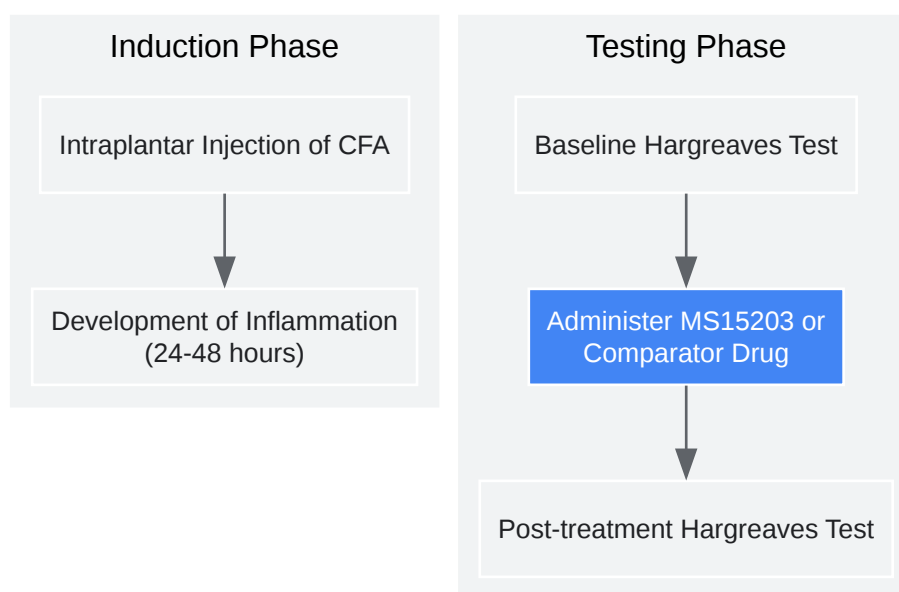 Induction Phase
Intraplantar Injection of CFA
Development of Inflammation
(24-48 hours)
Testing Phase
Baseline Hargreaves Test
Administer MS15203 or
Comparator Drug
Post-treatment Hargreaves Test